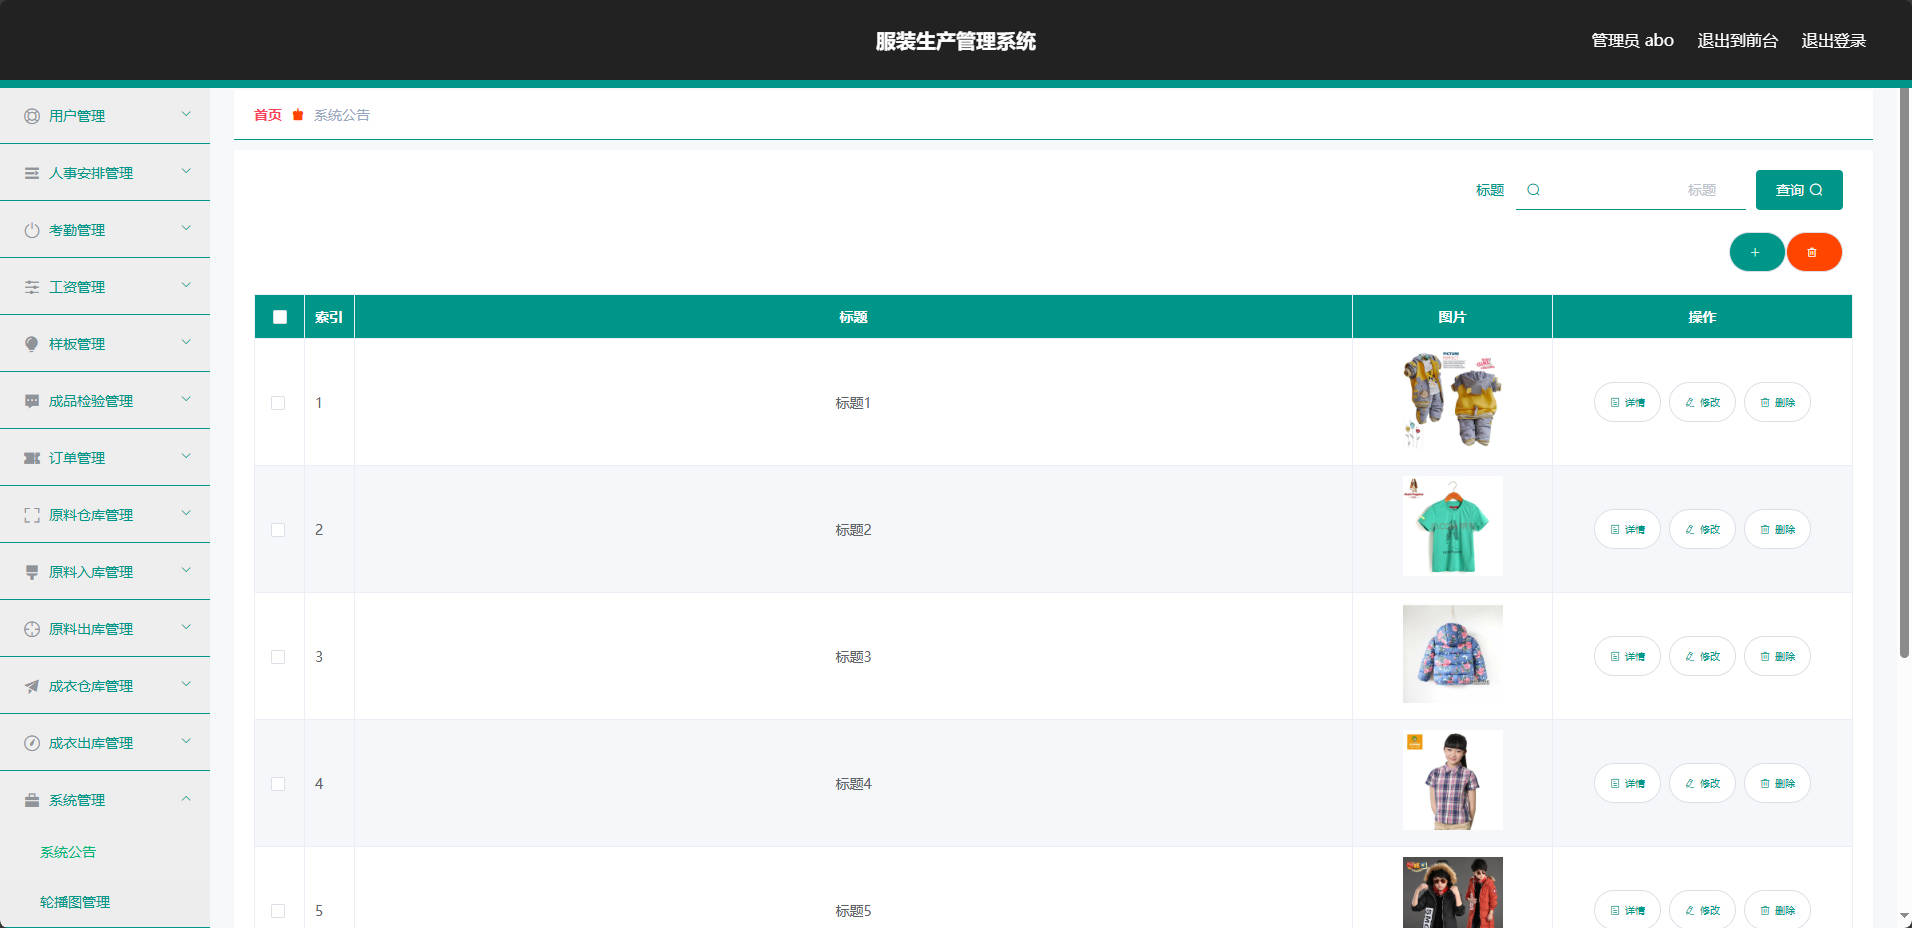 服装生产管理系统
管理员 abo 退出到前台 退出登录
用户管理
人事安排管理
考勤管理
工资管理
样板管理
成品检验管理
订单管理
原料仓库管理
原料入库管理
原料出库管理
成衣仓库管理
成衣出库管理
系统管理
系统公告
轮播图管理
首页 系统公告
标题 标题 查询
索引 标题 图片 操作
1 标题1 详情 修改 删除
2 标题2 详情 修改 删除
3 标题3 详情 修改 删除
4 标题4 详情 修改 删除
5 标题5 详情 修改 删除